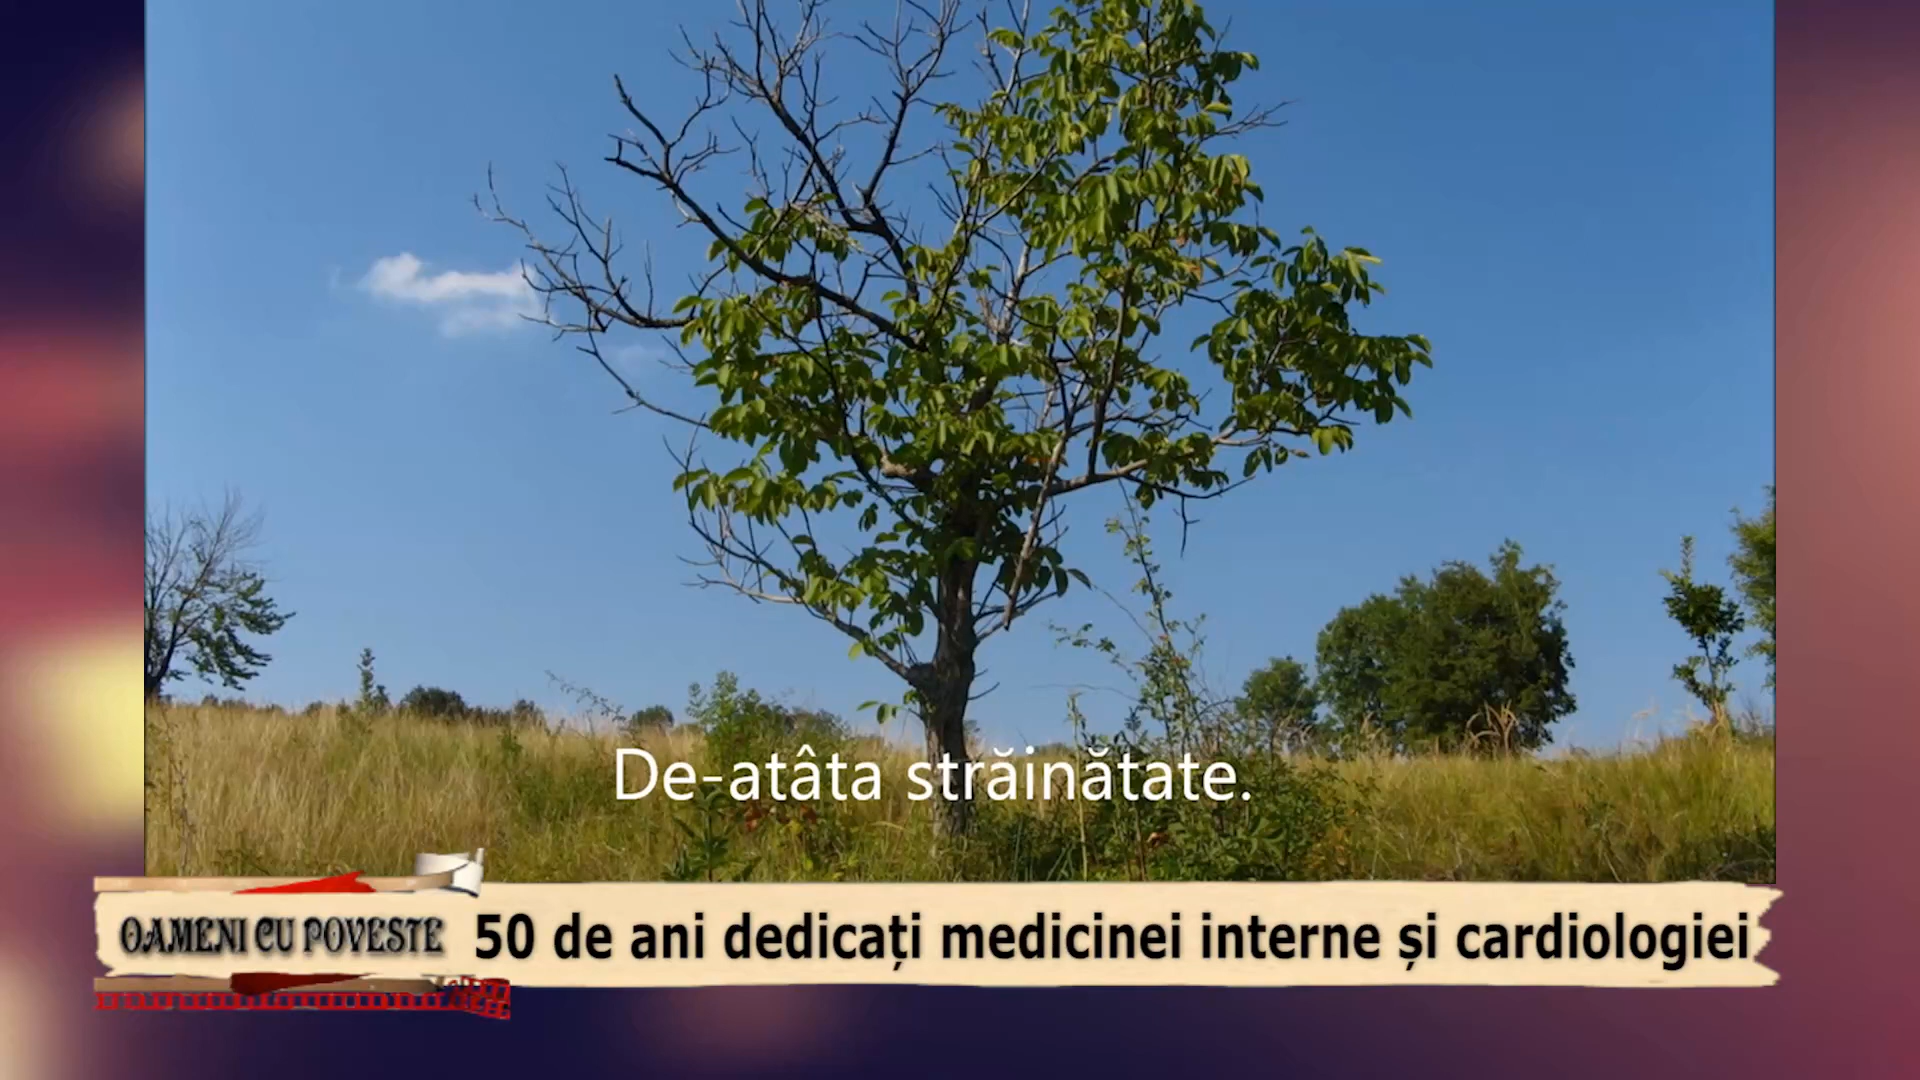 De-atâta străinătate.
OAMENI CU POVESTE
50 de ani dedicați medicinei interne și cardiologiei